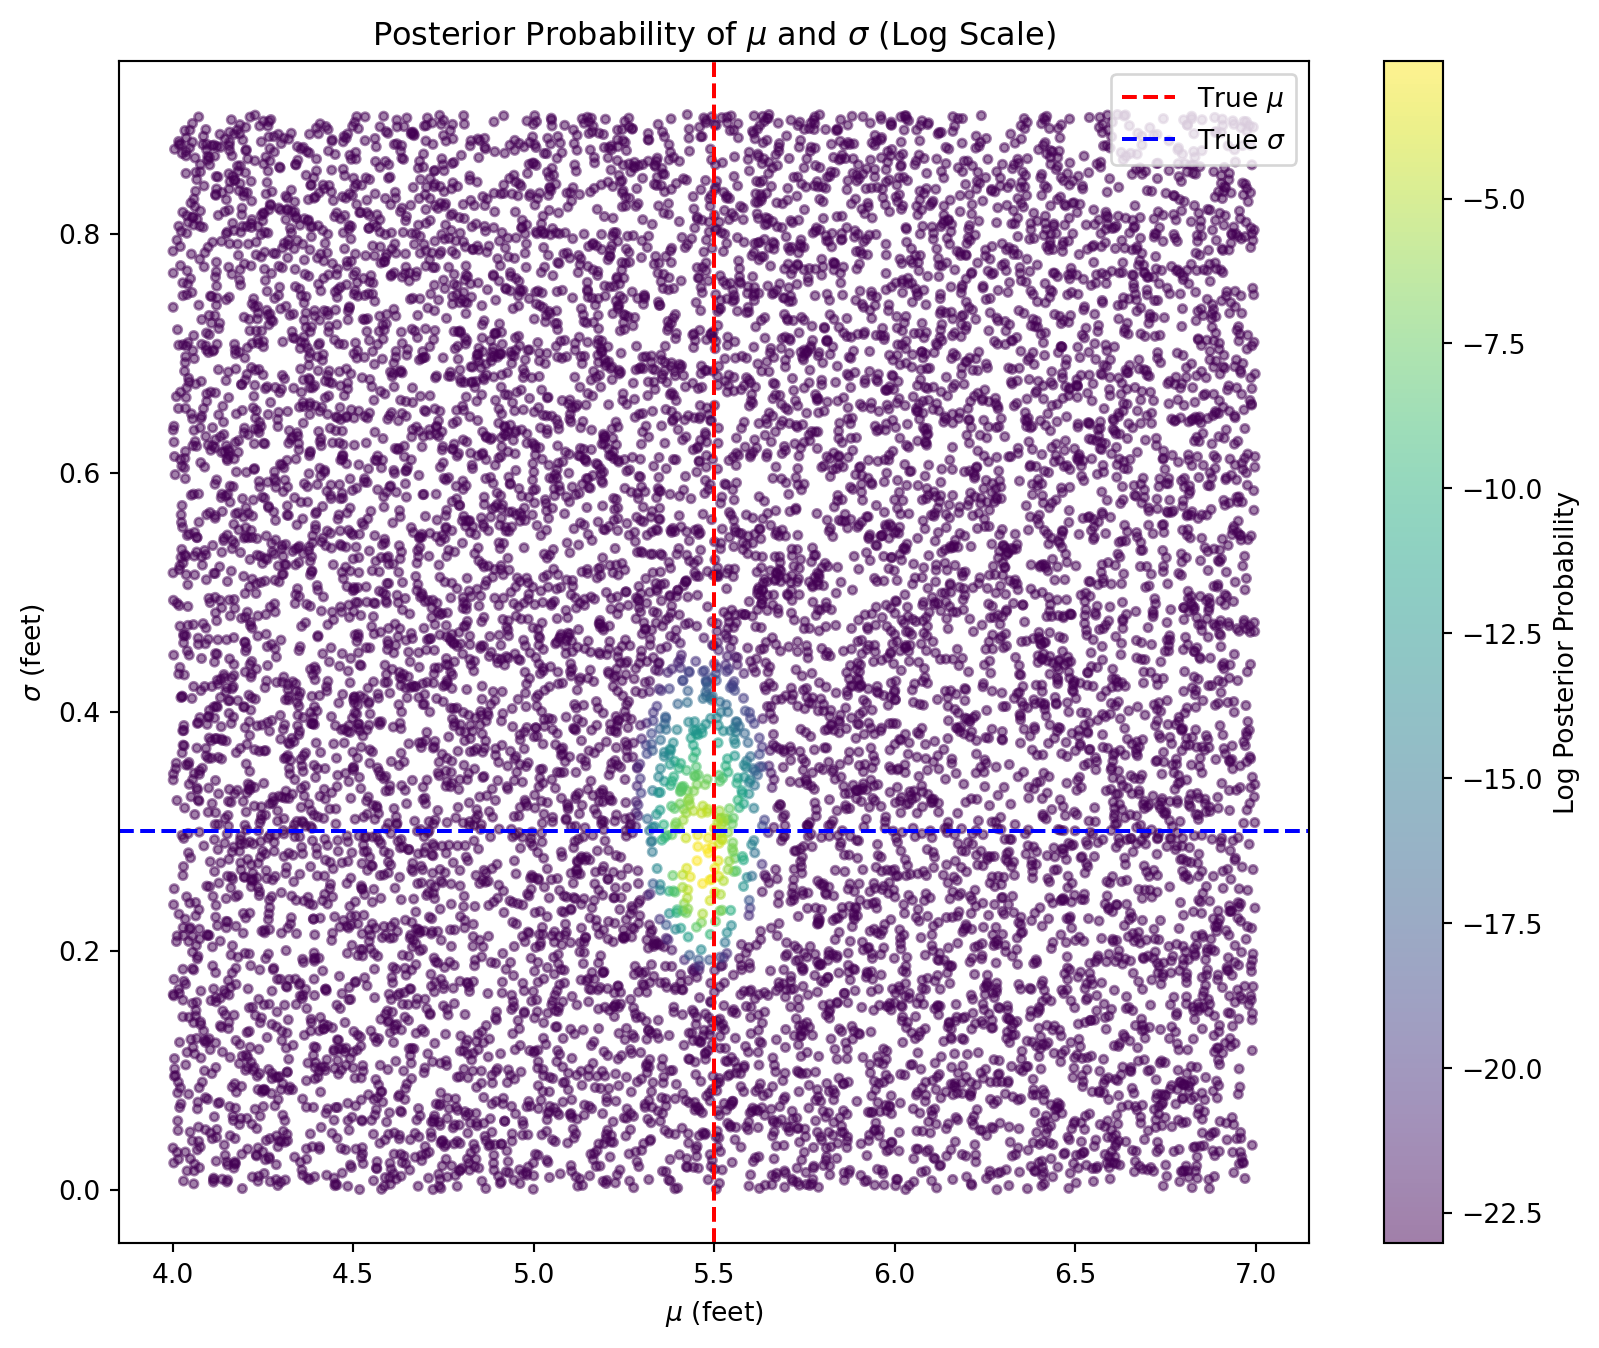 Posterior Probability of μ and σ (Log Scale)
True μ
True σ
0.8
0.6
0.4
0.2
0.0
σ (feet)
4.0 4.5 5.0 5.5 6.0 6.5 7.0
μ (feet)
−5.0
−7.5
−10.0
−12.5
−15.0
−17.5
−20.0
−22.5
Log Posterior Probability